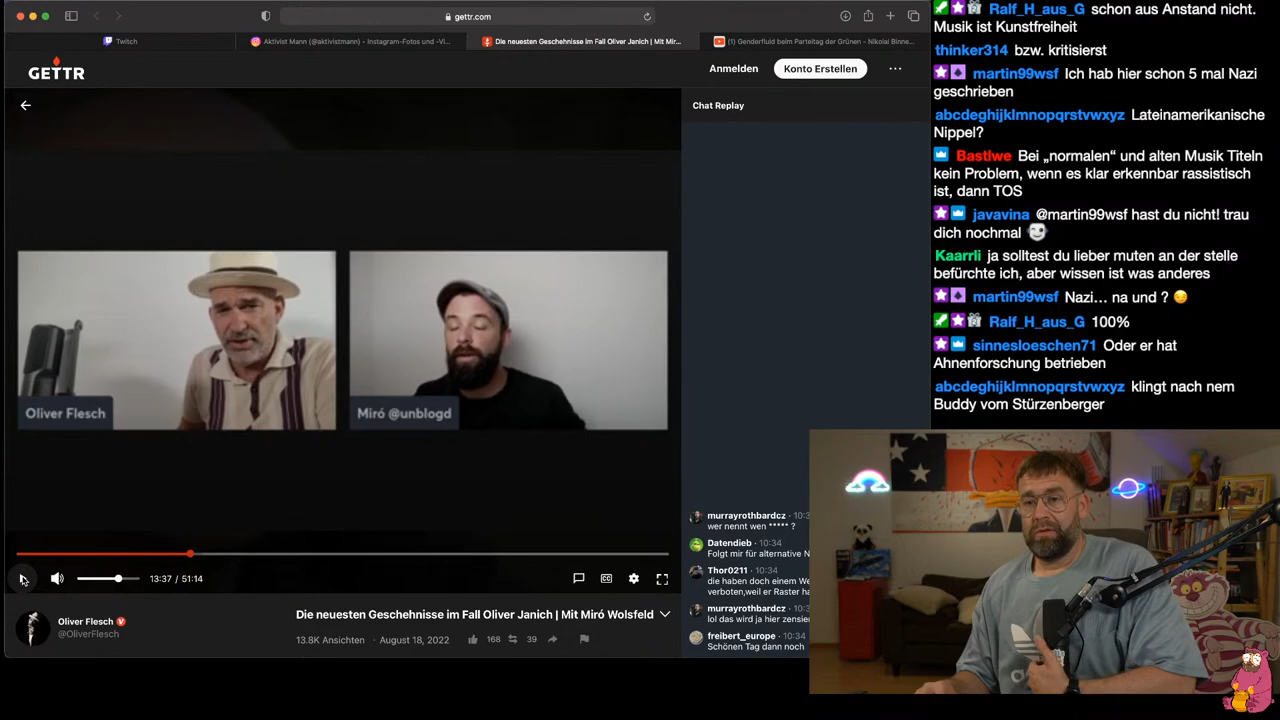 gettr.com
Twitch
Aktivist Mann (@aktivistmann) • Instagram-Fotos und -Vi...
Die neuesten Geschehnisse im Fall Oliver Janich | Mit Mir...
(1) Genderfluid beim Parteitag der Grünen - Nikolai Binne...
GETTR
Anmelden
Konto Erstellen
Chat Replay
Oliver Flesch
Miró @unblogd
13:37 / 51:14
CC
murrayrothbardcz · 10:3
wer nennt wen ***** ?
Datendieb · 10:34
Folgt mir für alternative N
Thor0211 · 10:34
die haben doch einem We
verboten,weil er Raster ha
murrayrothbardcz · 10:3
lol das wird ja hier zensie
freibert_europe · 10:34
Schönen Tag dann noch
Oliver Flesch
@OliverFlesch
Die neuesten Geschehnisse im Fall Oliver Janich | Mit Miró Wolsfeld
13.8K Ansichten · August 18, 2022
168
39
Ralf_H_aus_G schon aus Anstand nicht.
Musik ist Kunstfreiheit
thinker314 bzw. kritisierst
martin99wsf Ich hab hier schon 5 mal Nazi
geschrieben
abcdeghijklmnopqrstvwxyz Lateinamerikanische
Nippel?
Bastlwe Bei „normalen“ und alten Musik Titeln
kein Problem, wenn es klar erkennbar rassistisch
ist, dann TOS
javavina @martin99wsf hast du nicht! trau
dich nochmal
Kaarrli ja solltest du lieber muten an der stelle
befürchte ich, aber wissen ist was anderes
martin99wsf Nazi… na und ?
Ralf_H_aus_G 100%
sinnesloeschen71 Oder er hat
Ahnenforschung betrieben
abcdeghijklmnopqrstvwxyz klingt nach nem
Buddy vom Stürzenberger